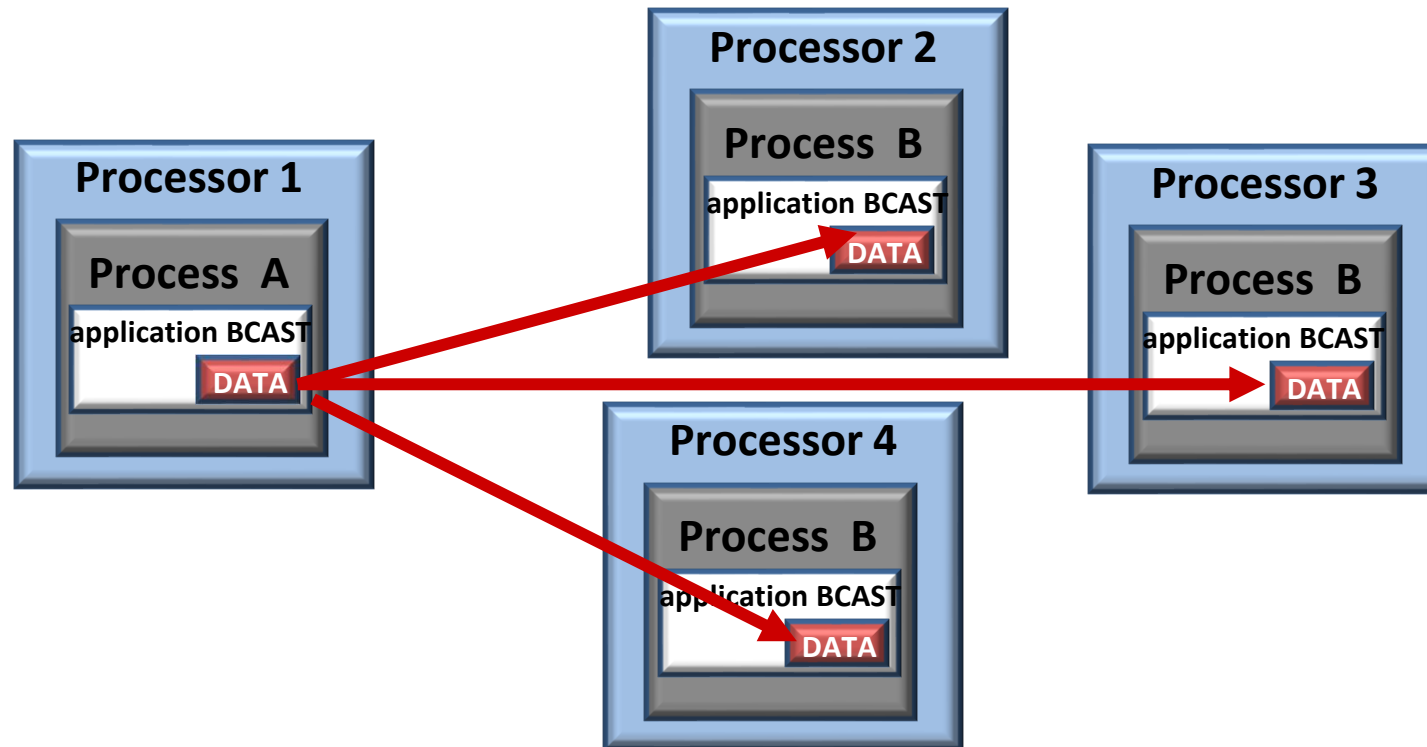 Processor 1
Process A
application BCAST
DATA
Processor 2
Process B
application BCAST
DATA
Processor 3
Process B
application BCAST
DATA
Processor 4
Process B
application BCAST
DATA